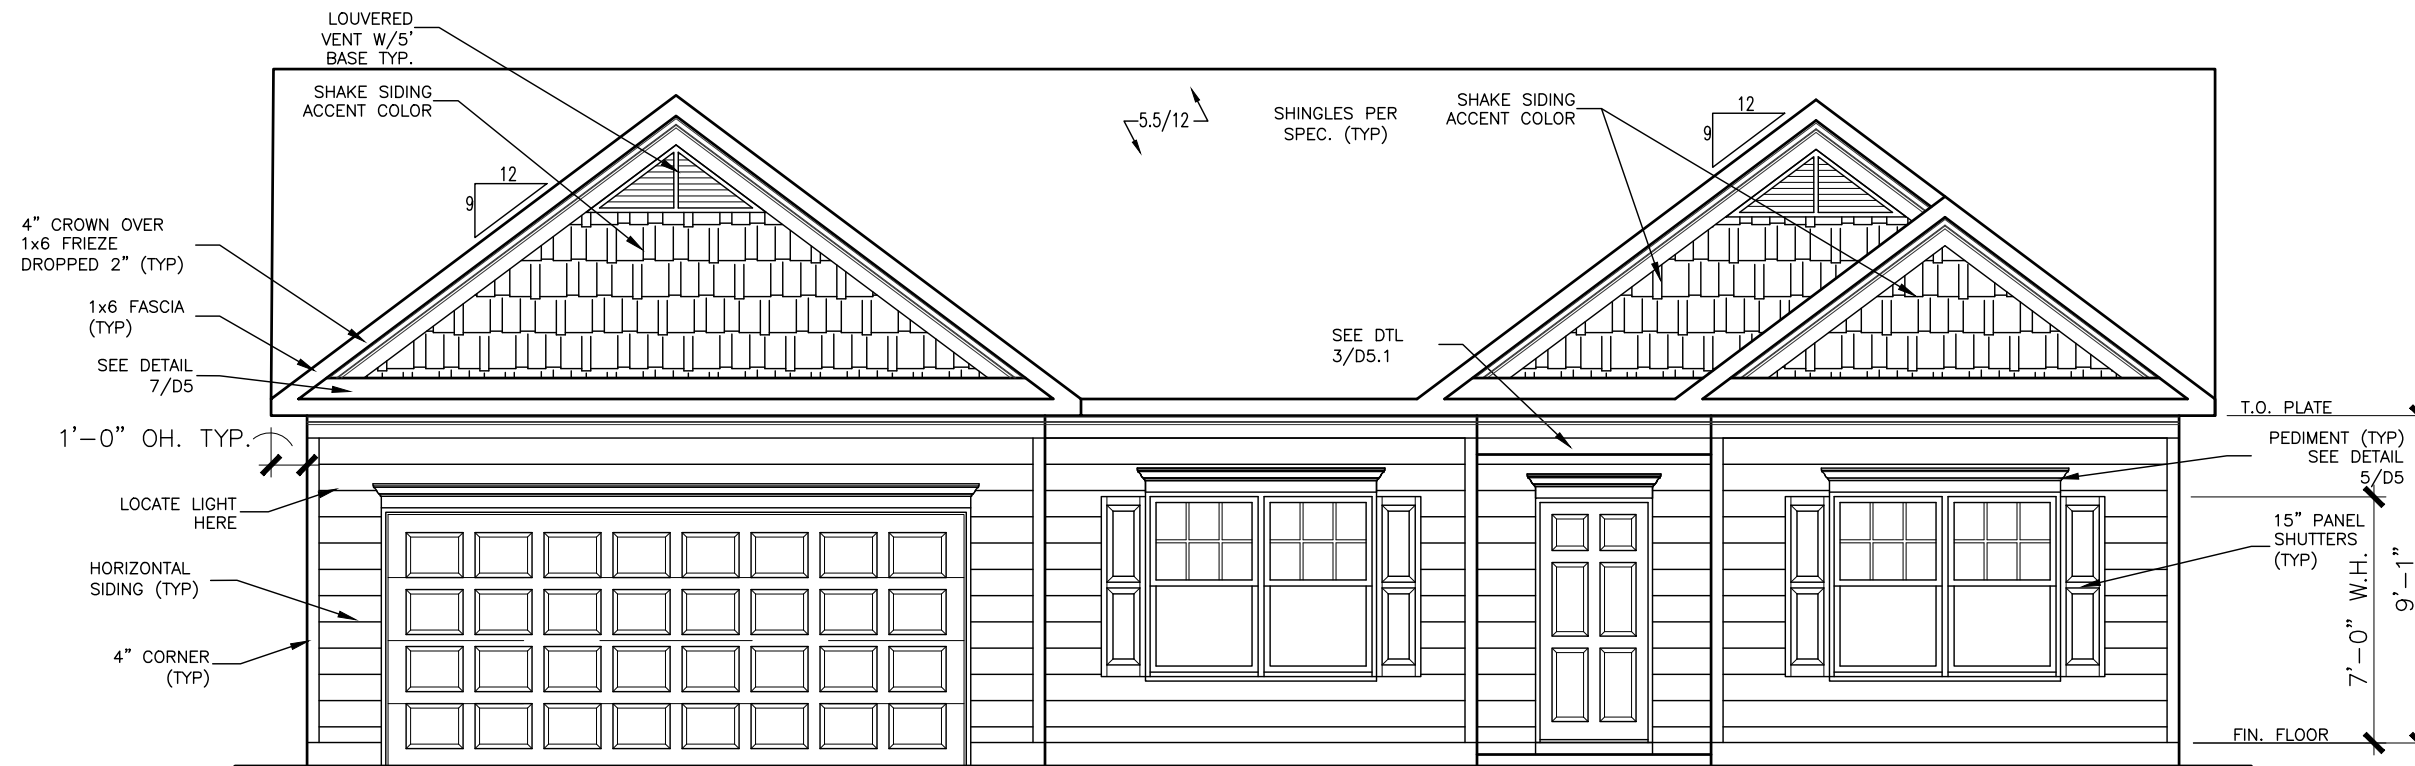 LOUVERED
VENT W/5'
BASE TYP.
SHAKE SIDING
ACCENT COLOR
12
9
4" CROWN OVER
1x6 FRIEZE
DROPPED 2" (TYP)
1x6 FASCIA
(TYP)
SEE DETAIL
7/D5
1'-0" OH. TYP.
LOCATE LIGHT
HERE
HORIZONTAL
SIDING (TYP)
4" CORNER
(TYP)
5.5/12
SHINGLES PER
SPEC. (TYP)
SHAKE SIDING
ACCENT COLOR
12
9
SEE DTL
3/D5.1
T.O. PLATE
PEDIMENT (TYP)
SEE DETAIL
5/D5
15" PANEL
SHUTTERS
(TYP)
7'-0" W.H.
9'-1"
FIN. FLOOR